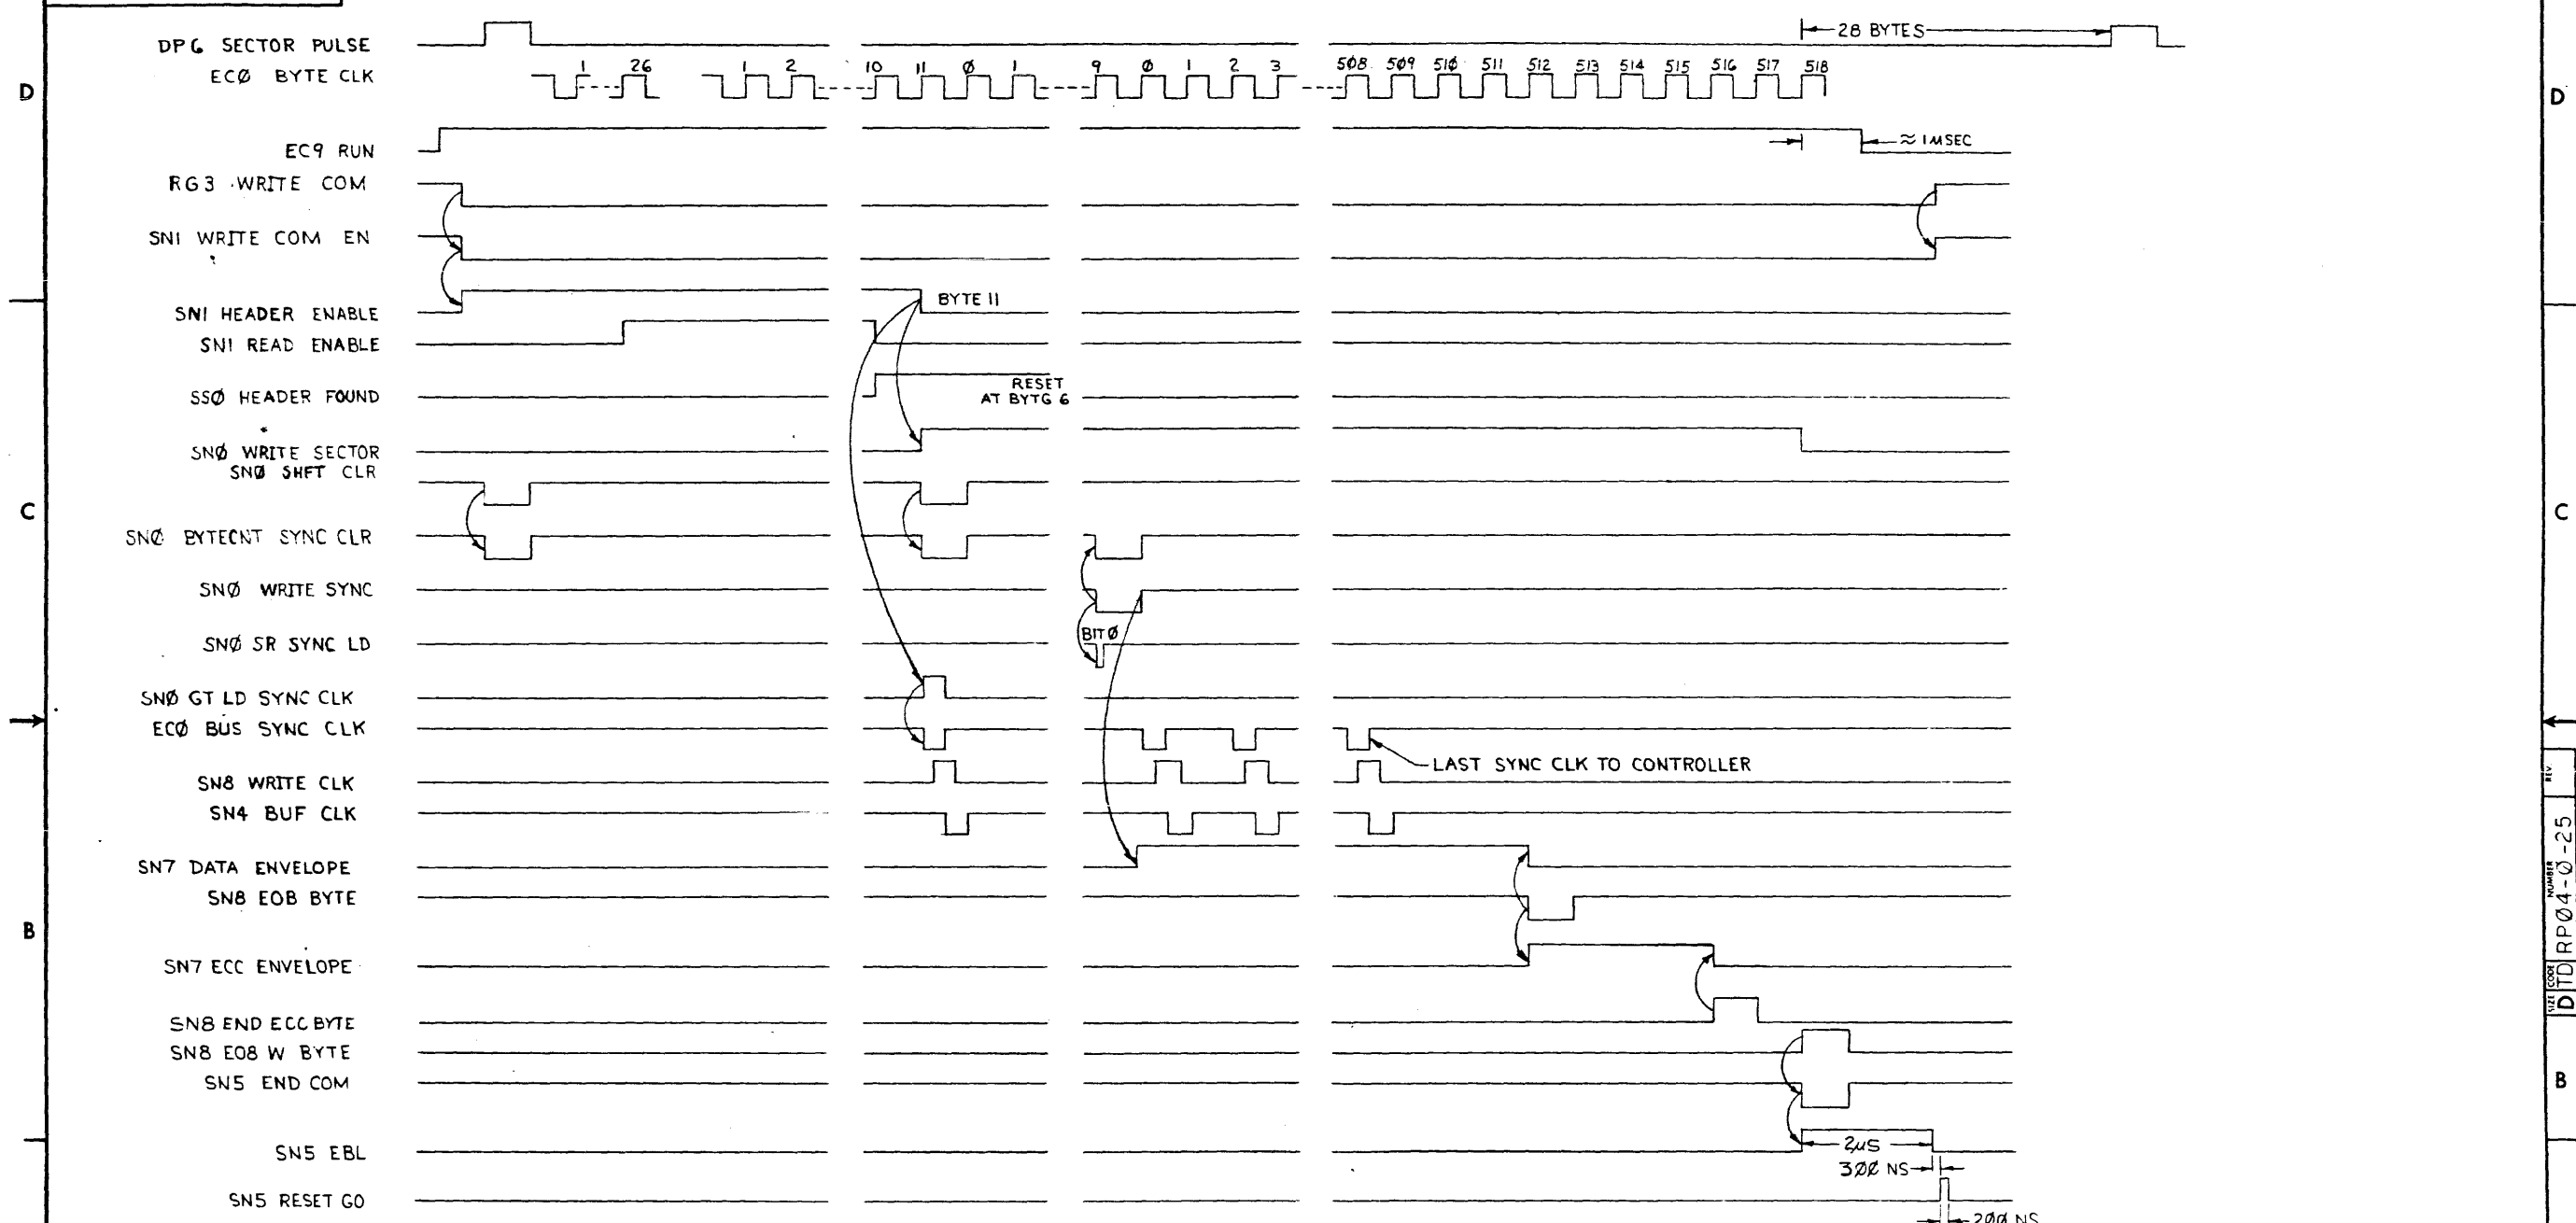 DP6 SECTOR PULSE
28 BYTES
ECØ BYTE CLK
1 26 1 2 10 11 Ø 1 9 Ø 1 2 3 5Ø8 5Ø9 51Ø 511 512 513 514 515 516 517 518
D
D
EC9 RUN
≈ 1MSEC
RG3 WRITE COM
SN1 WRITE COM EN
SN1 HEADER ENABLE
BYTE 11
SN1 READ ENABLE
SSØ HEADER FOUND
RESET
AT BYTG 6
SNØ WRITE SECTOR
SNØ SHFT CLR
C
C
SNØ BYTECNT SYNC CLR
SNØ WRITE SYNC
SNØ SR SYNC LD
BIT Ø
SNØ GT LD SYNC CLK
ECØ BUS SYNC CLK
LAST SYNC CLK TO CONTROLLER
SN8 WRITE CLK
SN4 BUF CLK
SN7 DATA ENVELOPE
SN8 EOB BYTE
B
SN7 ECC ENVELOPE
SN8 END ECC BYTE
SN8 EO8 W BYTE
SN5 END COM
B
SN5 EBL
2µS
3ØØ NS
SN5 RESET GO
2ØØ NS
REV
NUMBER
RPØ4-Ø-25
SIZE CODE
D TD